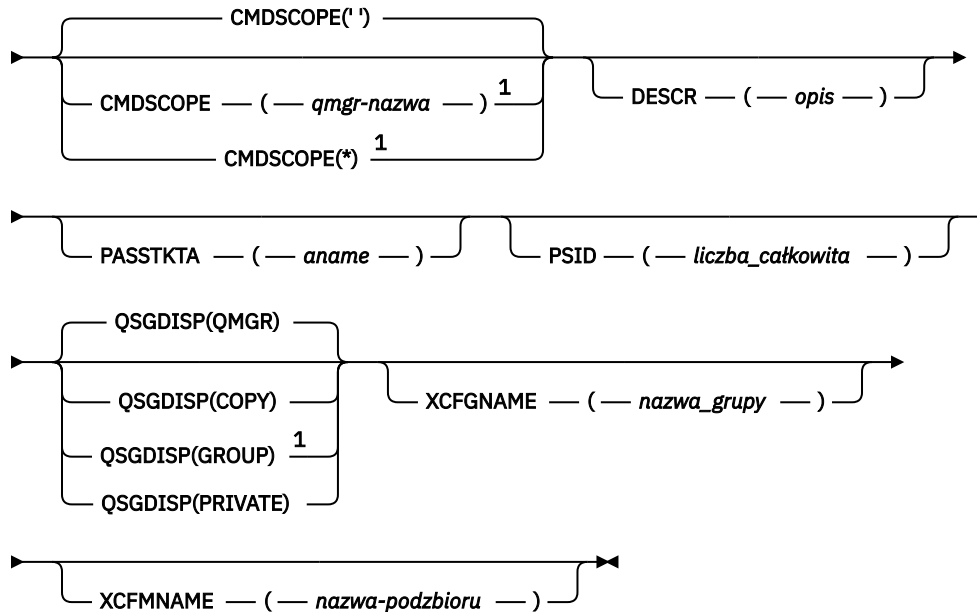 CMDSCOPE(' ')
CMDSCOPE — ( — qmgr-nazwa — ) 1
CMDSCOPE(*) 1
DESCR — ( — opis — )
PASSTKTA — ( — aname — )
PSID — ( — liczba_całkowita — )
QSGDISP(QMGR)
QSGDISP(COPY)
QSGDISP(GROUP) 1
QSGDISP(PRIVATE)
XCFGNAME — ( — nazwa_grupy — )
XCFMNAME — ( — nazwa-podzbioru — )